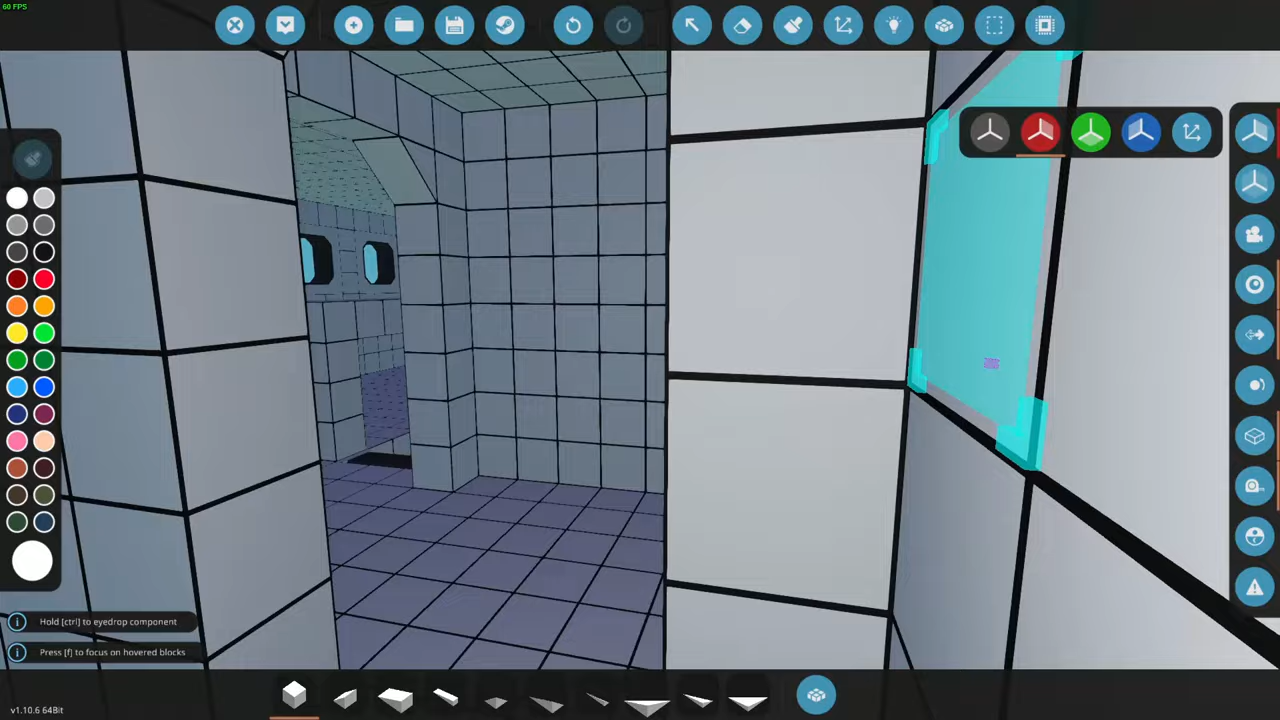 60 FPS
Hold [ctrl] to eyedrop component
Press [f] to focus on hovered blocks
v1.10.6 64Bit